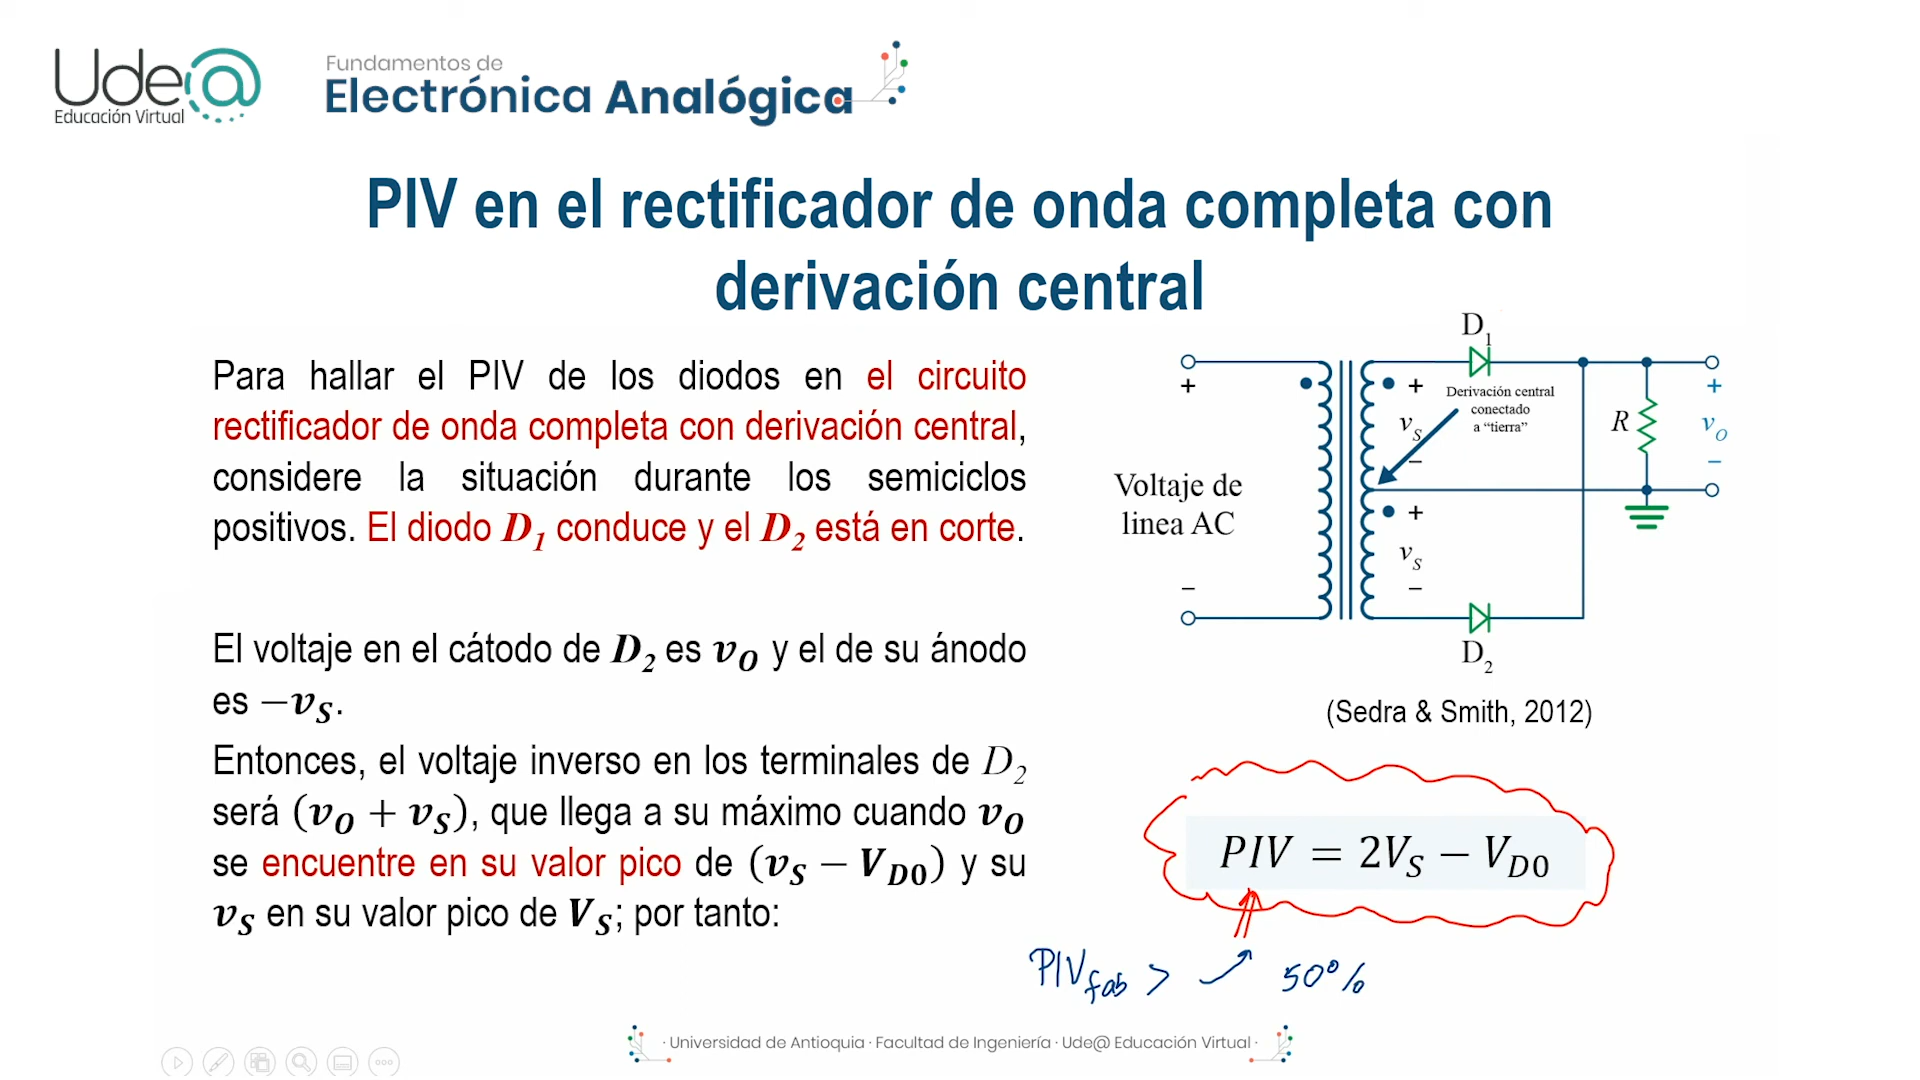 Ude@
Educación Virtual
Fundamentos de
Electrónica Analógica
PIV en el rectificador de onda completa con
derivación central
Para hallar el PIV de los diodos en el circuito
rectificador de onda completa con derivación central,
considere la situación durante los semiciclos
positivos. El diodo D₁ conduce y el D₂ está en corte.
El voltaje en el cátodo de D₂ es v_O y el de su ánodo
es −v_S.
Entonces, el voltaje inverso en los terminales de D₂
será (v_O + v_S), que llega a su máximo cuando v_O
se encuentre en su valor pico de (v_S − V_D0) y su
v_S en su valor pico de V_S; por tanto:
D₁
+
+
Derivación central
conectado
a “tierra”
v_S
−
R
+
v_O
−
Voltaje de
linea AC
+
v_S
−
−
D₂
(Sedra & Smith, 2012)
PIV = 2V_S − V_D0
PIV_fab > 50%
· Universidad de Antioquia · Facultad de Ingeniería · Ude@ Educación Virtual ·